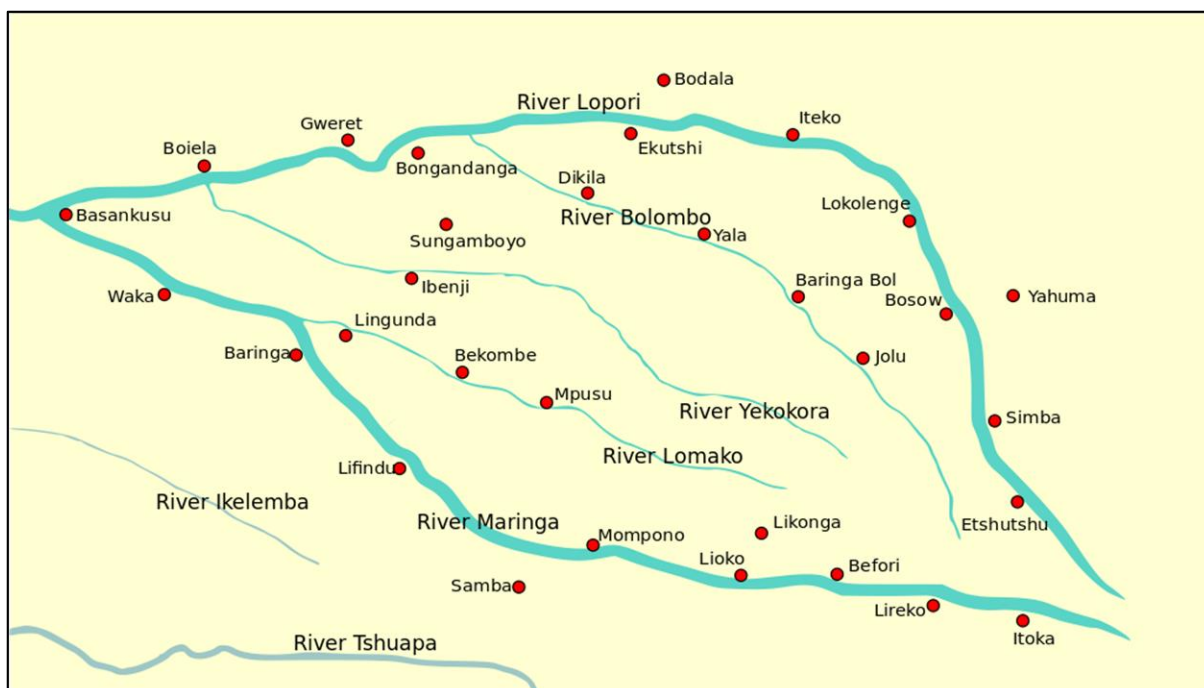 Bodala
River Lopori
Gweret
Iteko
Boiela
Ekutshi
Bongandanga
Dikila
Lokolenge
Basankusu
River Bolombo
Yala
Sungamboyo
Baringa Bol
Ibenji
Waka
Bosow
Yahuma
Lingunda
Baringa
Bekombe
Jolu
Mpusu
River Yekokora
Simba
River Lomako
Lifindu
River Ikelemba
River Maringa
Likonga
Etshutshu
Mompono
Lioko
Befori
Samba
Lireko
Itoka
River Tshuapa